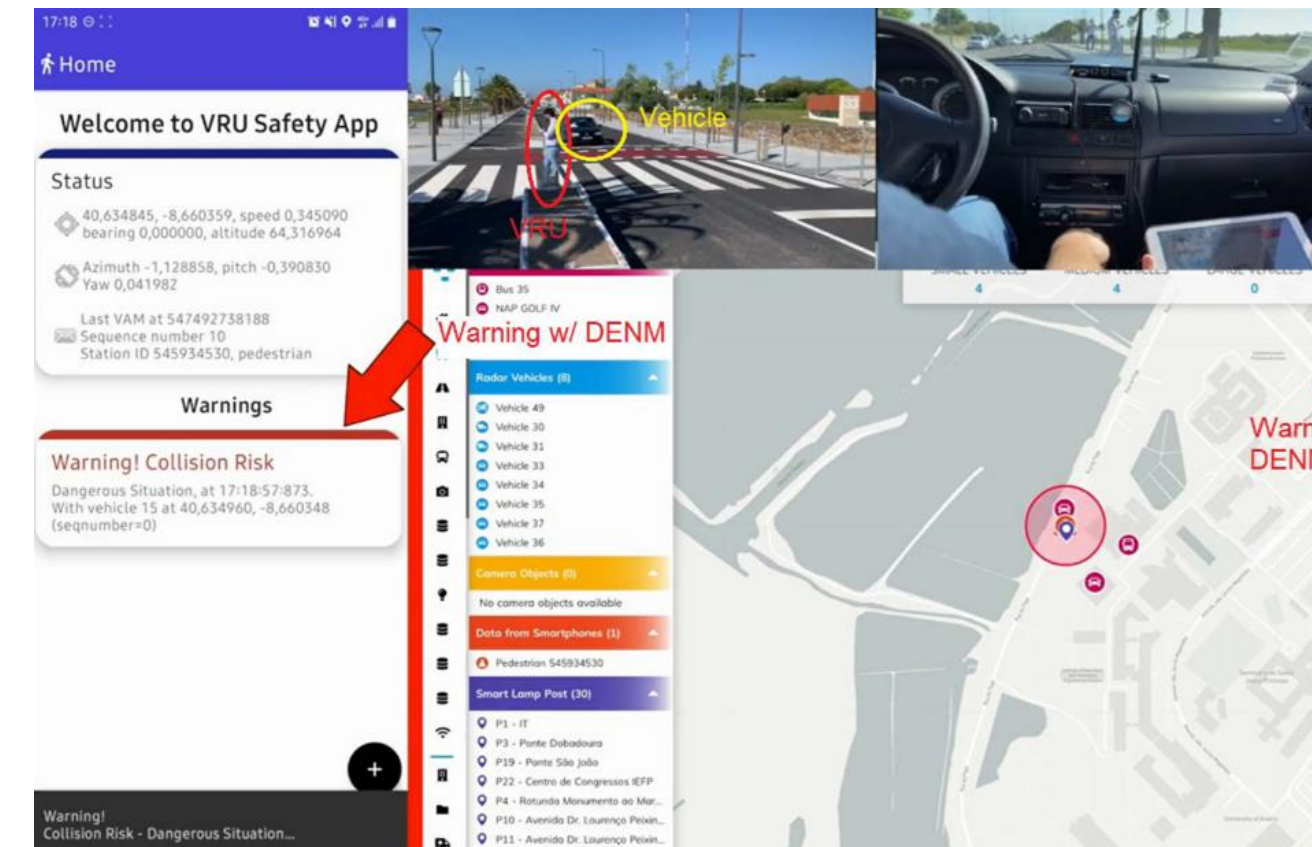 17:18
Home
Welcome to VRU Safety App
Status
40,634845, -8,660359, speed 0,345090
bearing 0,000000, altitude 64,316964
Azimuth -1,128858, pitch -0,390830
Yaw 0,041982
Last VAM at 547492738188
Sequence number 10
Station ID 545934530, pedestrian
Warnings
Warning! Collision Risk
Dangerous Situation, at 17:18:57:873.
With vehicle 15 at 40,634960, -8,660348
(seqnumber=0)
+
Warning!
Collision Risk - Dangerous Situation...
Vehicle
VRU
Warning w/ DENM
Bus 35
NAP GOLF IV
Radar Vehicles (8)
Vehicle 49
Vehicle 30
Vehicle 31
Vehicle 33
Vehicle 34
Vehicle 35
Vehicle 37
Vehicle 36
Camera Objects (0)
No camera objects available
Data from Smartphones (1)
Pedestrian 545934530
Smart Lamp Post (30)
P1 - IT
P3 - Ponte Dobadoura
P19 - Ponte São João
P22 - Centro de Congressos IEFP
P4 - Rotunda Monumento ao Mar...
P10 - Avenida Dr. Lourenço Peixin...
P11 - Avenida Dr. Lourenço Peixin...
SMALL VEHICLES MEDIUM VEHICLES LARGE VEHICLES
4 4 0
Warn
DENM